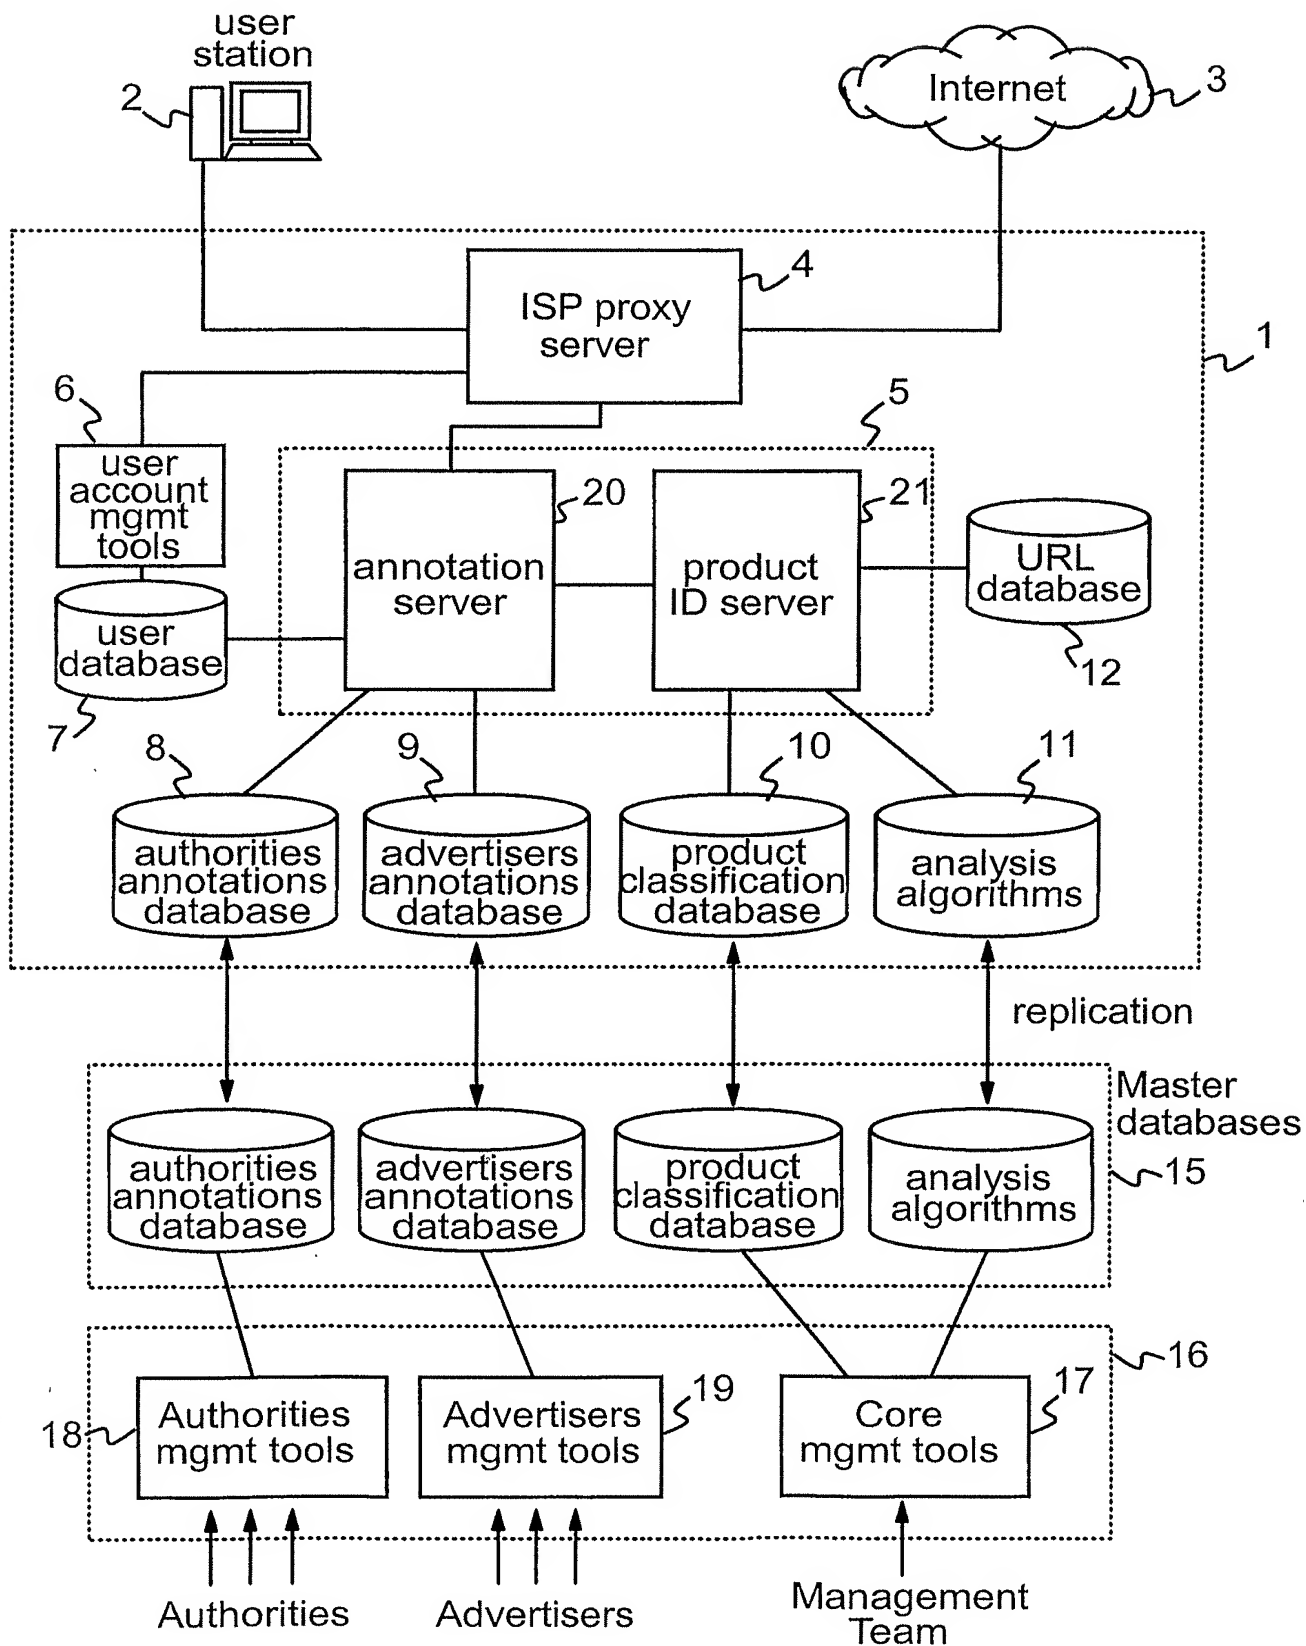 user
station
2
Internet
3
ISP proxy
server
4
1
6
user
account
mgmt
tools
5
annotation
server
20
product
ID server
21
URL
database
12
user
database
7
8
9
10
11
authorities
annotations
database
advertisers
annotations
database
product
classification
database
analysis
algorithms
replication
Master
databases
15
authorities
annotations
database
advertisers
annotations
database
product
classification
database
analysis
algorithms
16
18
Authorities
mgmt tools
19
Advertisers
mgmt tools
17
Core
mgmt tools
Authorities
Advertisers
Management
Team